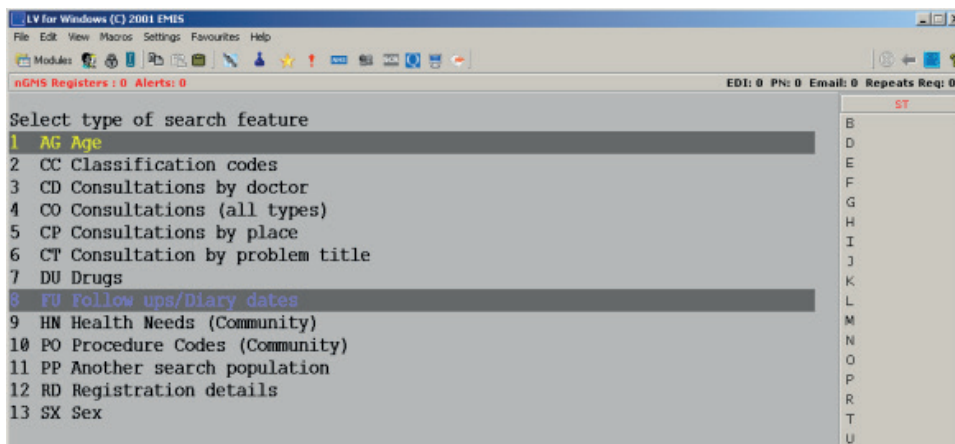 LV for Windows (C) 2001 EMIS
File Edit View Macros Settings Favourites Help
Modules
nGMS Registers : 0 Alerts: 0 EDI: 0 PN: 0 Email: 0 Repeats Req: 0
ST
Select type of search feature
1 AG Age
2 CC Classification codes
3 CD Consultations by doctor
4 CO Consultations (all types)
5 CP Consultations by place
6 CT Consultation by problem title
7 DU Drugs
8 FU Follow ups/Diary dates
9 HN Health Needs (Community)
10 PO Procedure Codes (Community)
11 PP Another search population
12 RD Registration details
13 SX Sex
B
D
E
F
G
H
I
J
K
L
M
N
O
P
R
T
U